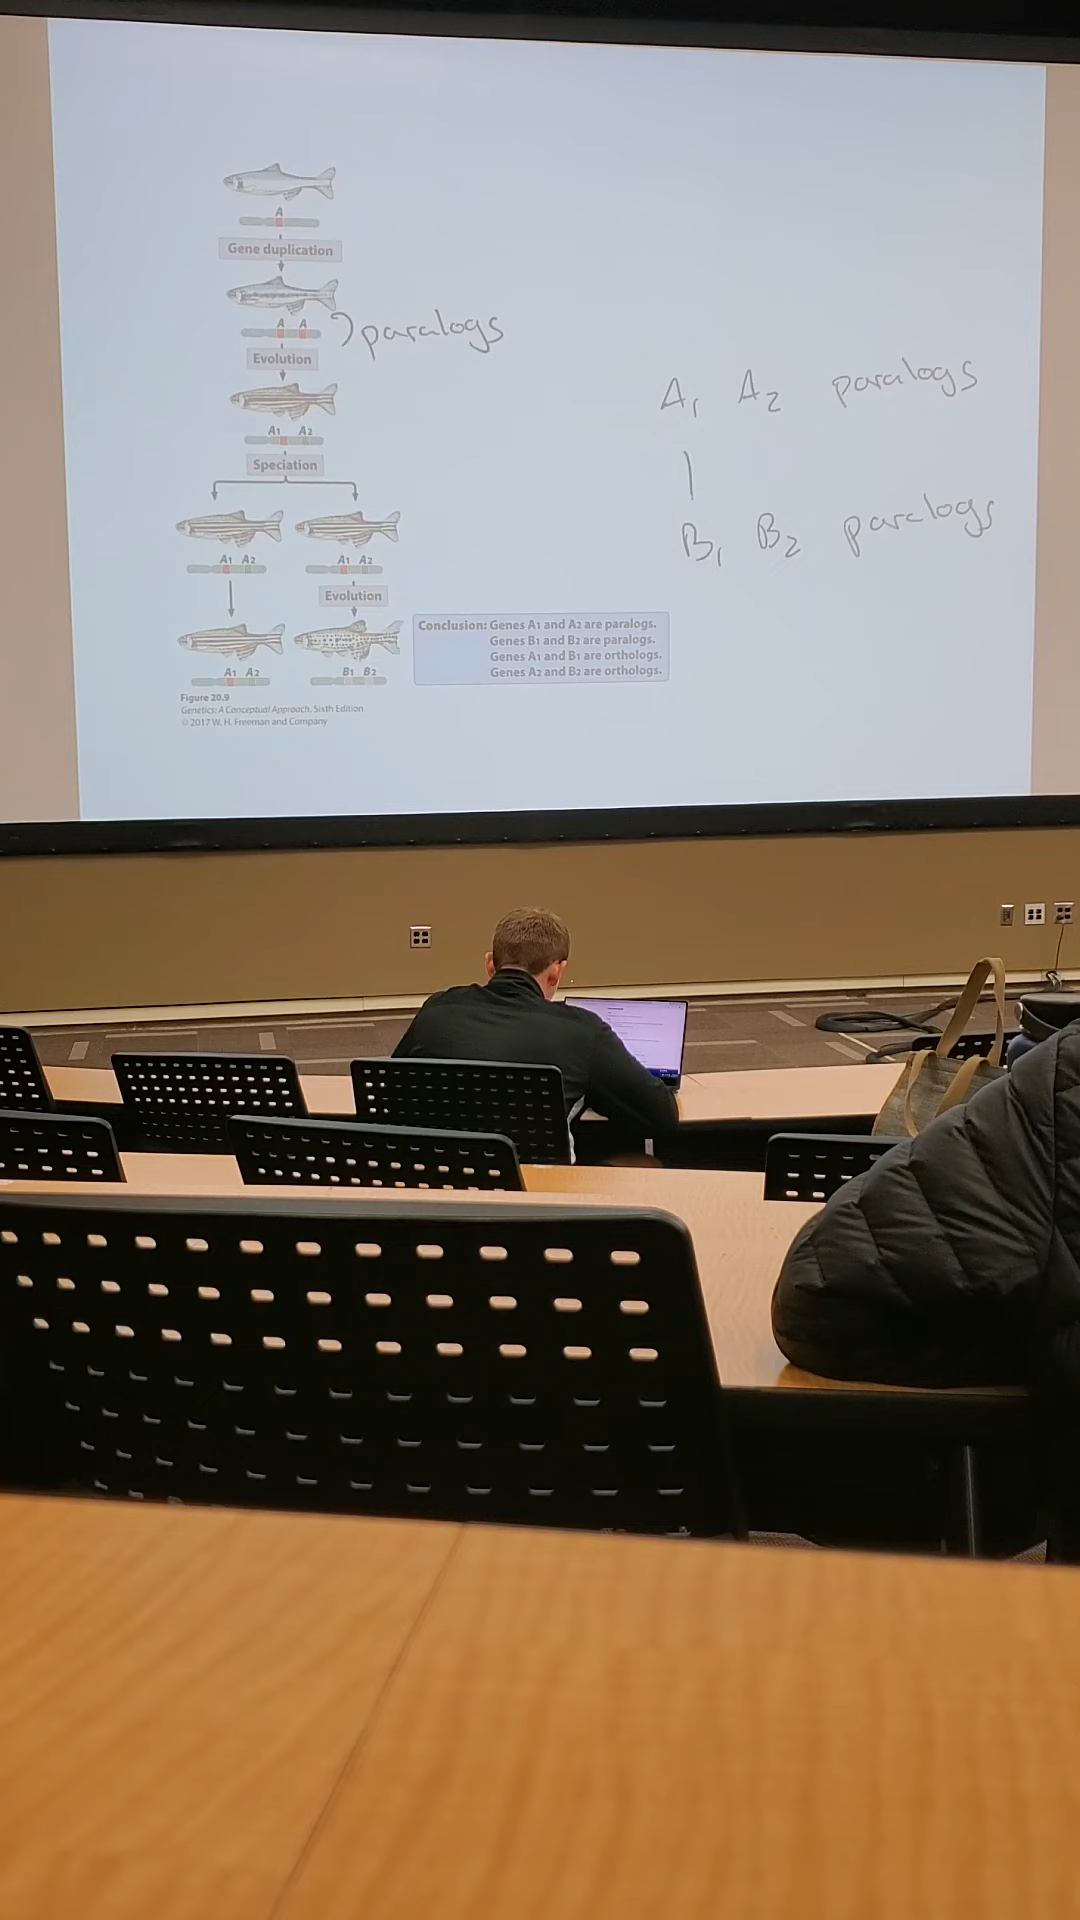 A
Gene duplication
A A
paralogs
Evolution
A1 A2
Speciation
A1 A2 A1 A2
Evolution
A1 A2 B1 B2
Conclusion: Genes A1 and A2 are paralogs.
Genes B1 and B2 are paralogs.
Genes A1 and B1 are orthologs.
Genes A2 and B2 are orthologs.
Figure 20.9
Genetics: A Conceptual Approach, Sixth Edition
© 2017 W. H. Freeman and Company
A1 A2 paralogs
B1 B2 paralogs